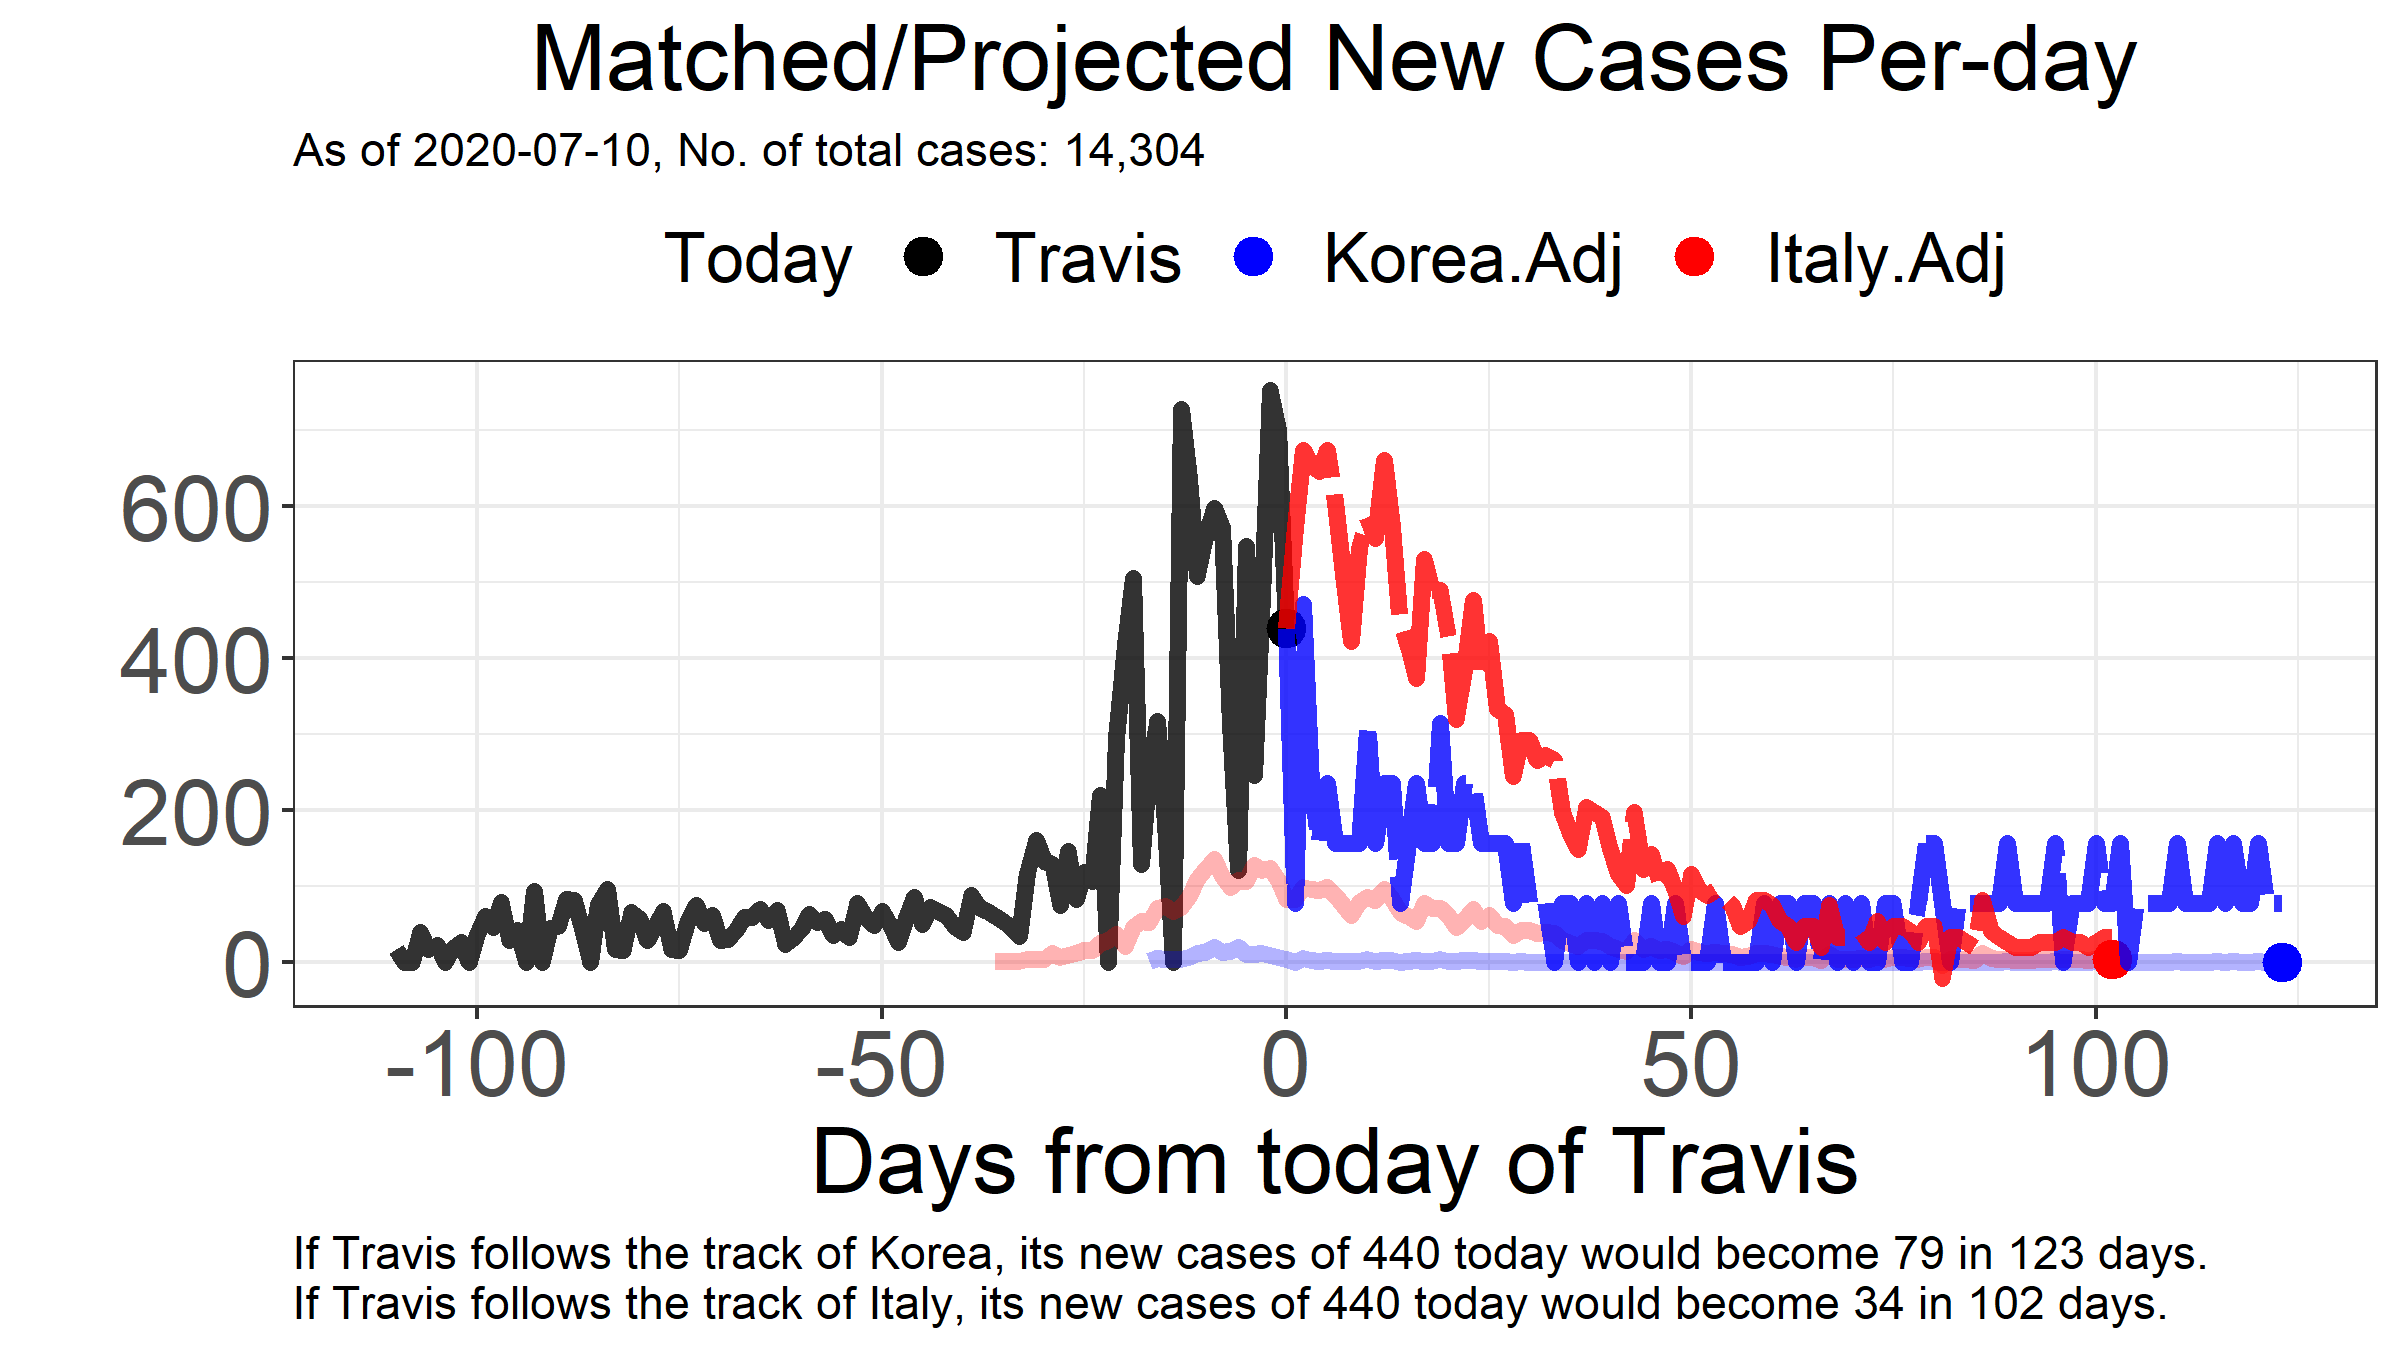 Matched/Projected New Cases Per-day
As of 2020-07-10, No. of total cases: 14,304
Today Travis Korea.Adj Italy.Adj
600
400
200
0
-100 -50 0 50 100
Days from today of Travis
If Travis follows the track of Korea, its new cases of 440 today would become 79 in 123 days.
If Travis follows the track of Italy, its new cases of 440 today would become 34 in 102 days.